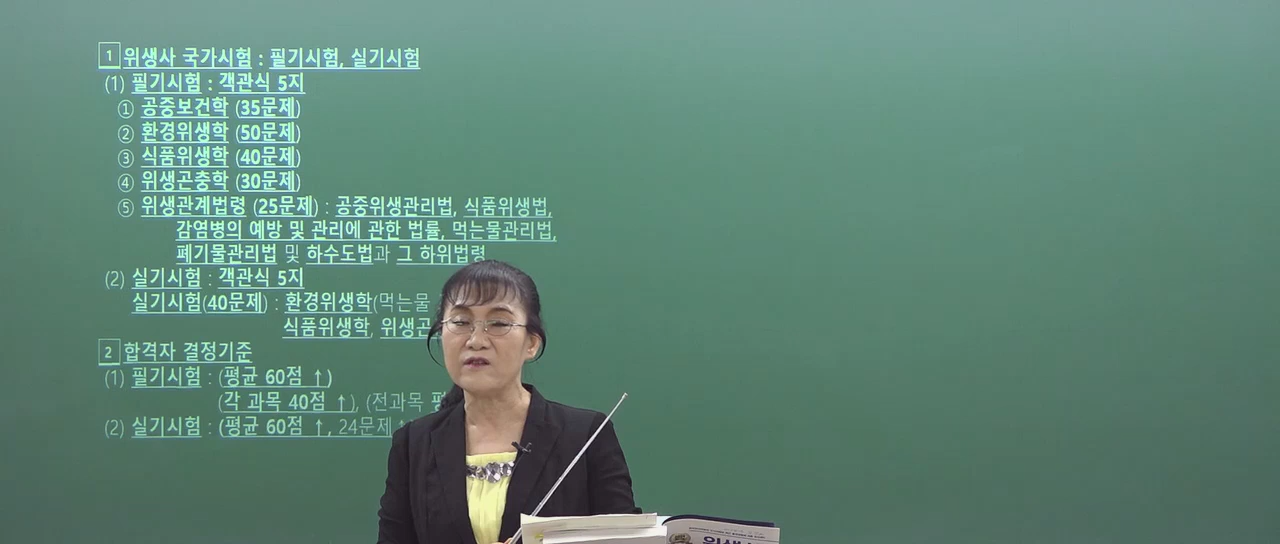 1 위생사 국가시험 : 필기시험, 실기시험
(1) 필기시험 : 객관식 5지
① 공중보건학 (35문제)
② 환경위생학 (50문제)
③ 식품위생학 (40문제)
④ 위생곤충학 (30문제)
⑤ 위생관계법령 (25문제) : 공중위생관리법, 식품위생법,
감염병의 예방 및 관리에 관한 법률, 먹는물관리법,
폐기물관리법 및 하수도법과 그 하위법령
(2) 실기시험 : 객관식 5지
실기시험(40문제) : 환경위생학(먹는물
식품위생학, 위생곤
2 합격자 결정기준
(1) 필기시험 : (평균 60점 ↑)
(각 과목 40점 ↑), (전과목 평
(2) 실기시험 : (평균 60점 ↑, 24문제↑